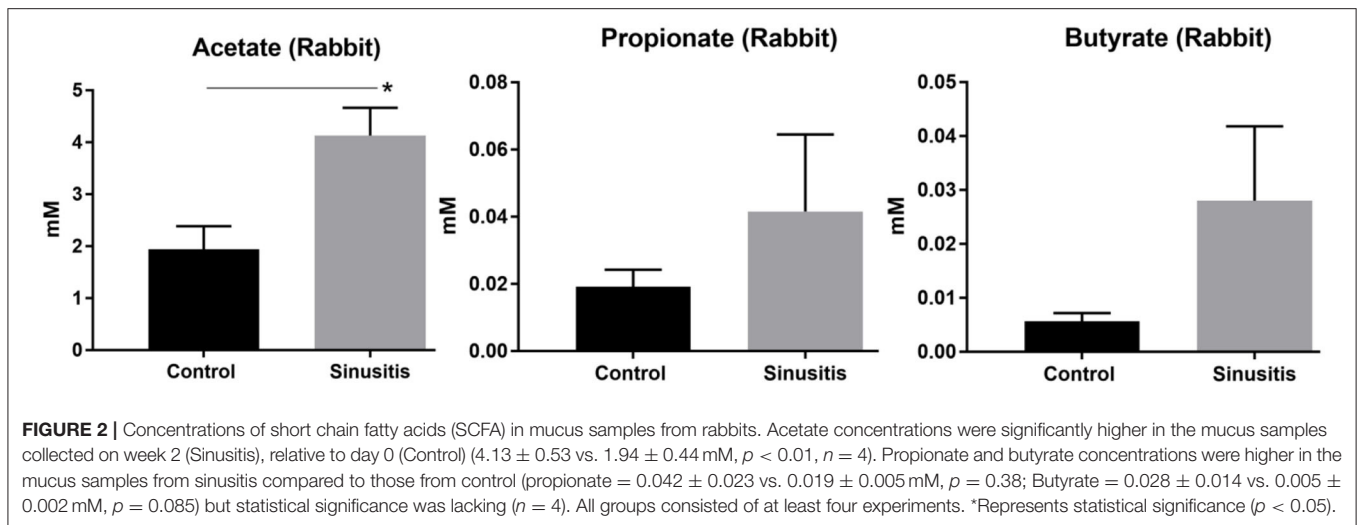 Acetate (Rabbit)
5
4
3
2
1
0
mM
*
Control Sinusitis
Propionate (Rabbit)
0.08
0.06
0.04
0.02
0.00
mM
Control Sinusitis
Butyrate (Rabbit)
0.05
0.04
0.03
0.02
0.01
0.00
mM
Control Sinusitis
FIGURE 2 | Concentrations of short chain fatty acids (SCFA) in mucus samples from rabbits. Acetate concentrations were significantly higher in the mucus samples
collected on week 2 (Sinusitis), relative to day 0 (Control) (4.13 ± 0.53 vs. 1.94 ± 0.44 mM, p < 0.01, n = 4). Propionate and butyrate concentrations were higher in the
mucus samples from sinusitis compared to those from control (propionate = 0.042 ± 0.023 vs. 0.019 ± 0.005 mM, p = 0.38; Butyrate = 0.028 ± 0.014 vs. 0.005 ±
0.002 mM, p = 0.085) but statistical significance was lacking (n = 4). All groups consisted of at least four experiments. *Represents statistical significance (p < 0.05).